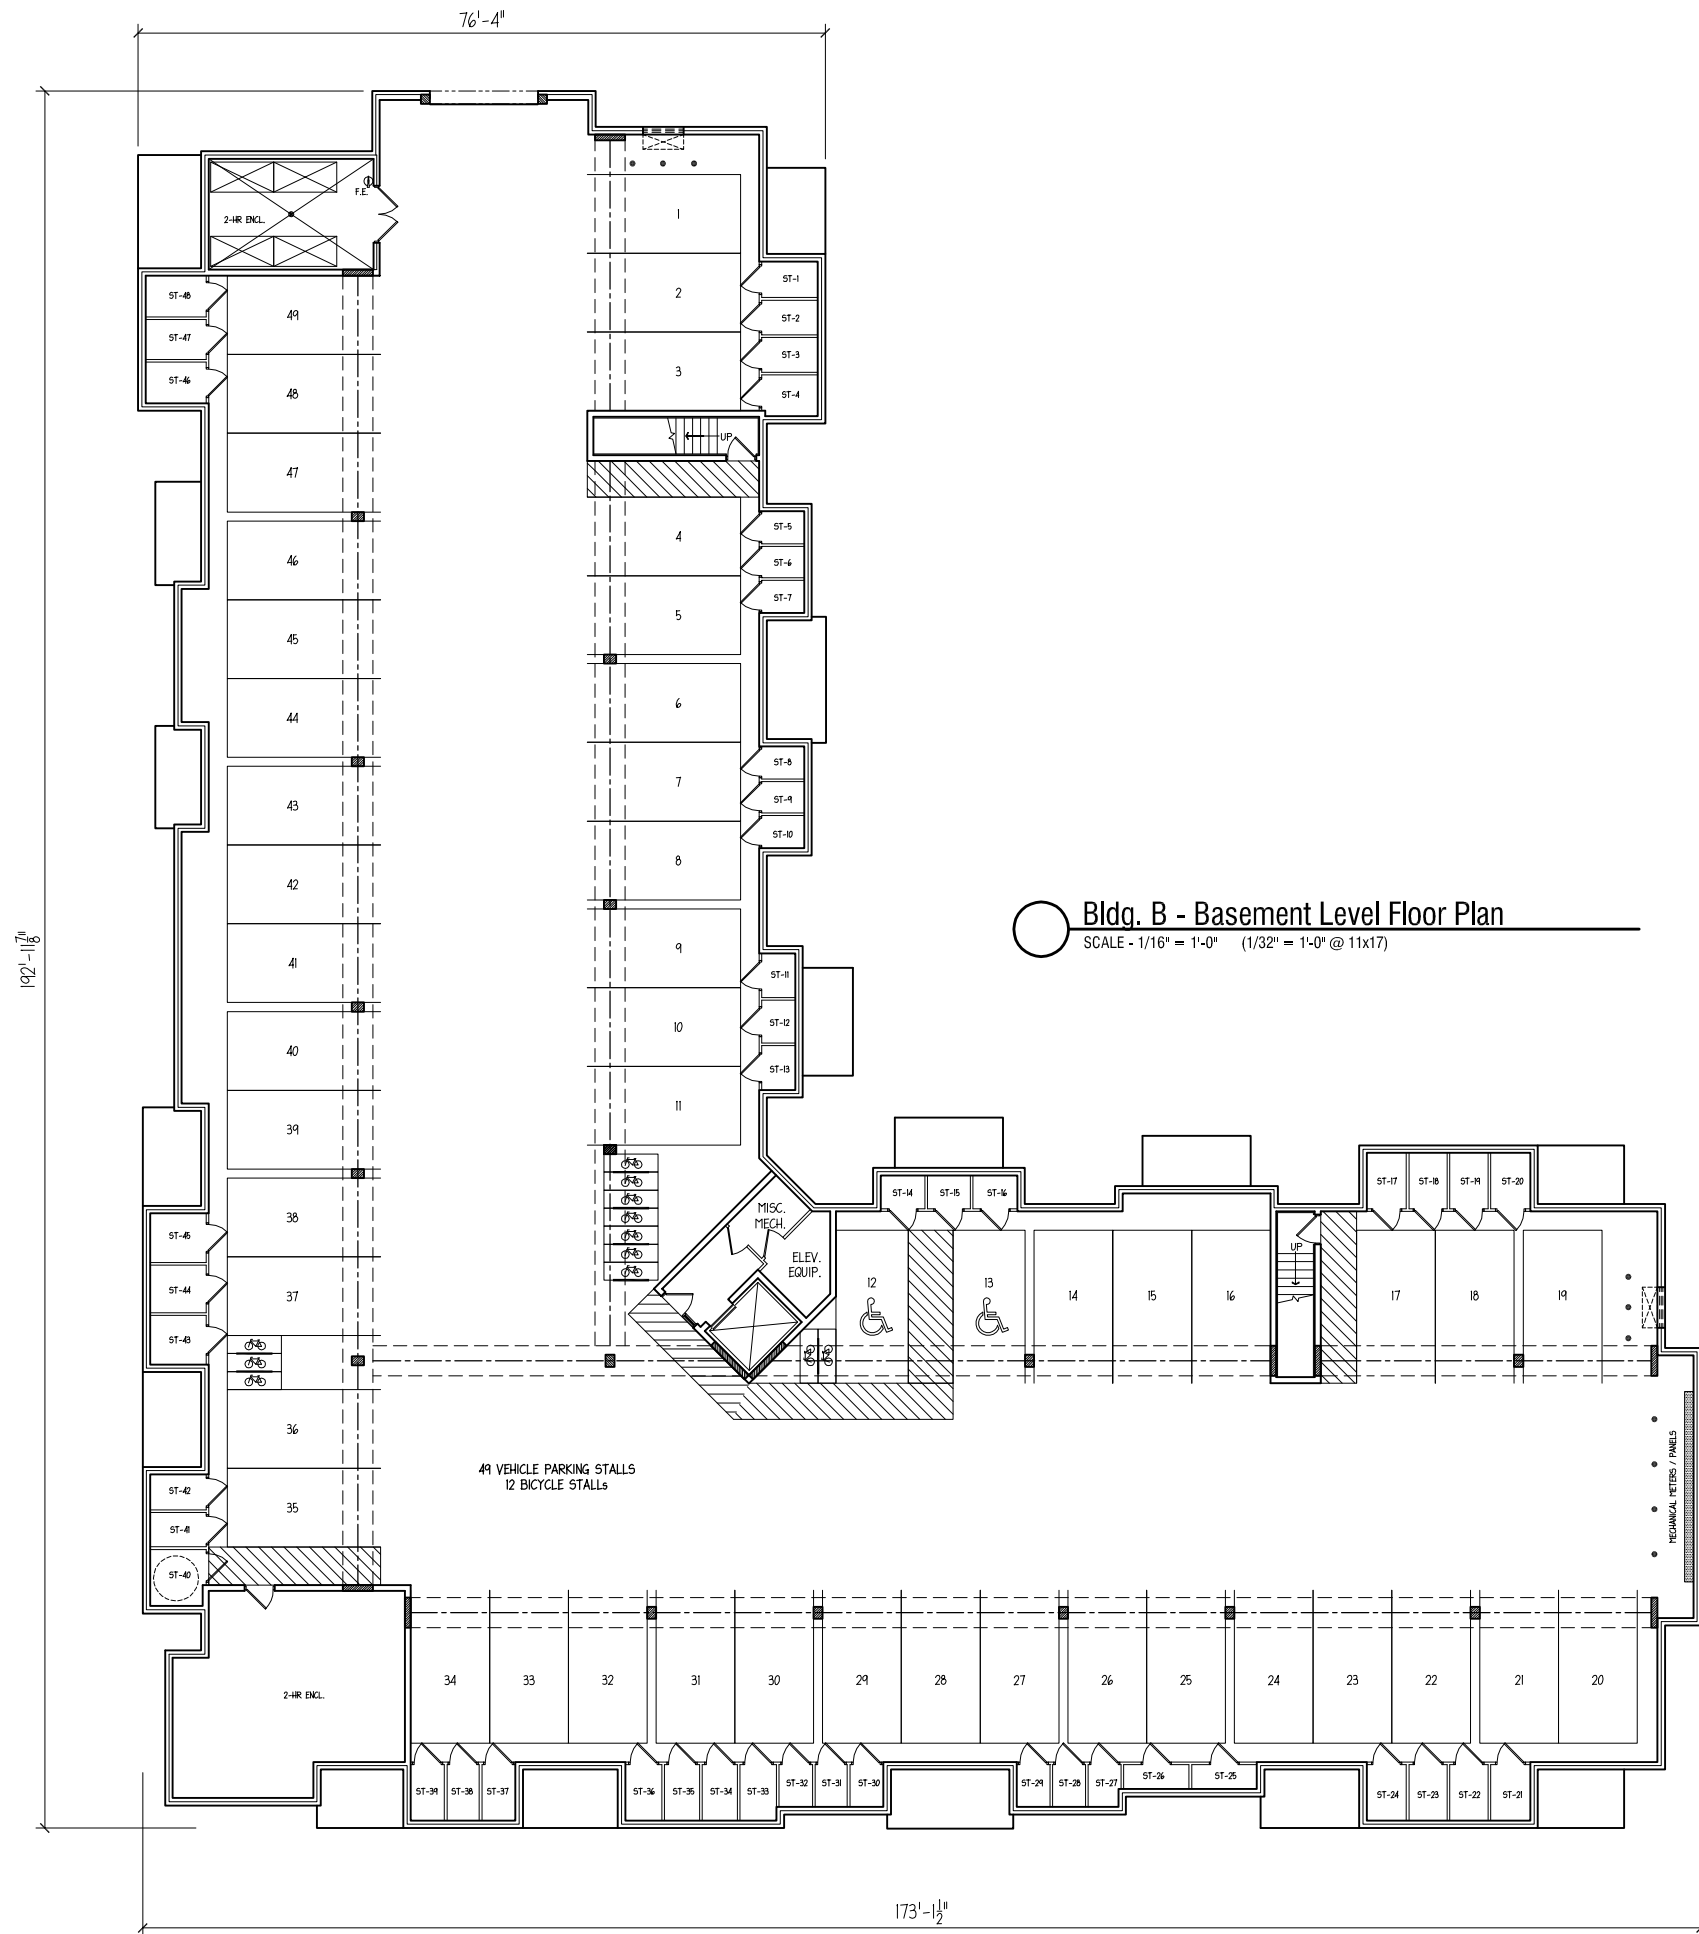 76'-4"
192'-11 7/8"
F.E.
2-HR ENCL.
1
2
3
ST-1
ST-2
ST-3
ST-4
ST-48
ST-47
ST-46
49
48
47
UP
4
5
ST-5
ST-6
ST-7
46
45
44
6
7
8
ST-8
ST-9
ST-10
43
42
41
Bldg. B - Basement Level Floor Plan
SCALE - 1/16" = 1'-0" (1/32" = 1'-0" @ 11x17)
9
10
11
ST-11
ST-12
ST-13
40
39
38
37
ST-45
ST-44
ST-43
MISC.
MECH.
ELEV.
EQUIP.
ST-14
ST-15
ST-16
ST-17
ST-18
ST-19
ST-20
12
13
14
15
16
UP
17
18
19
36
35
ST-42
ST-41
ST-40
49 VEHICLE PARKING STALLS
12 BICYCLE STALLs
MECHANICAL METERS / PANELS
2-HR ENCL.
34
33
32
31
30
29
28
27
26
25
24
23
22
21
20
ST-39
ST-38
ST-37
ST-36
ST-35
ST-34
ST-33
ST-32
ST-31
ST-30
ST-29
ST-28
ST-27
ST-26
ST-25
ST-24
ST-23
ST-22
ST-21
173'-1 1/2"